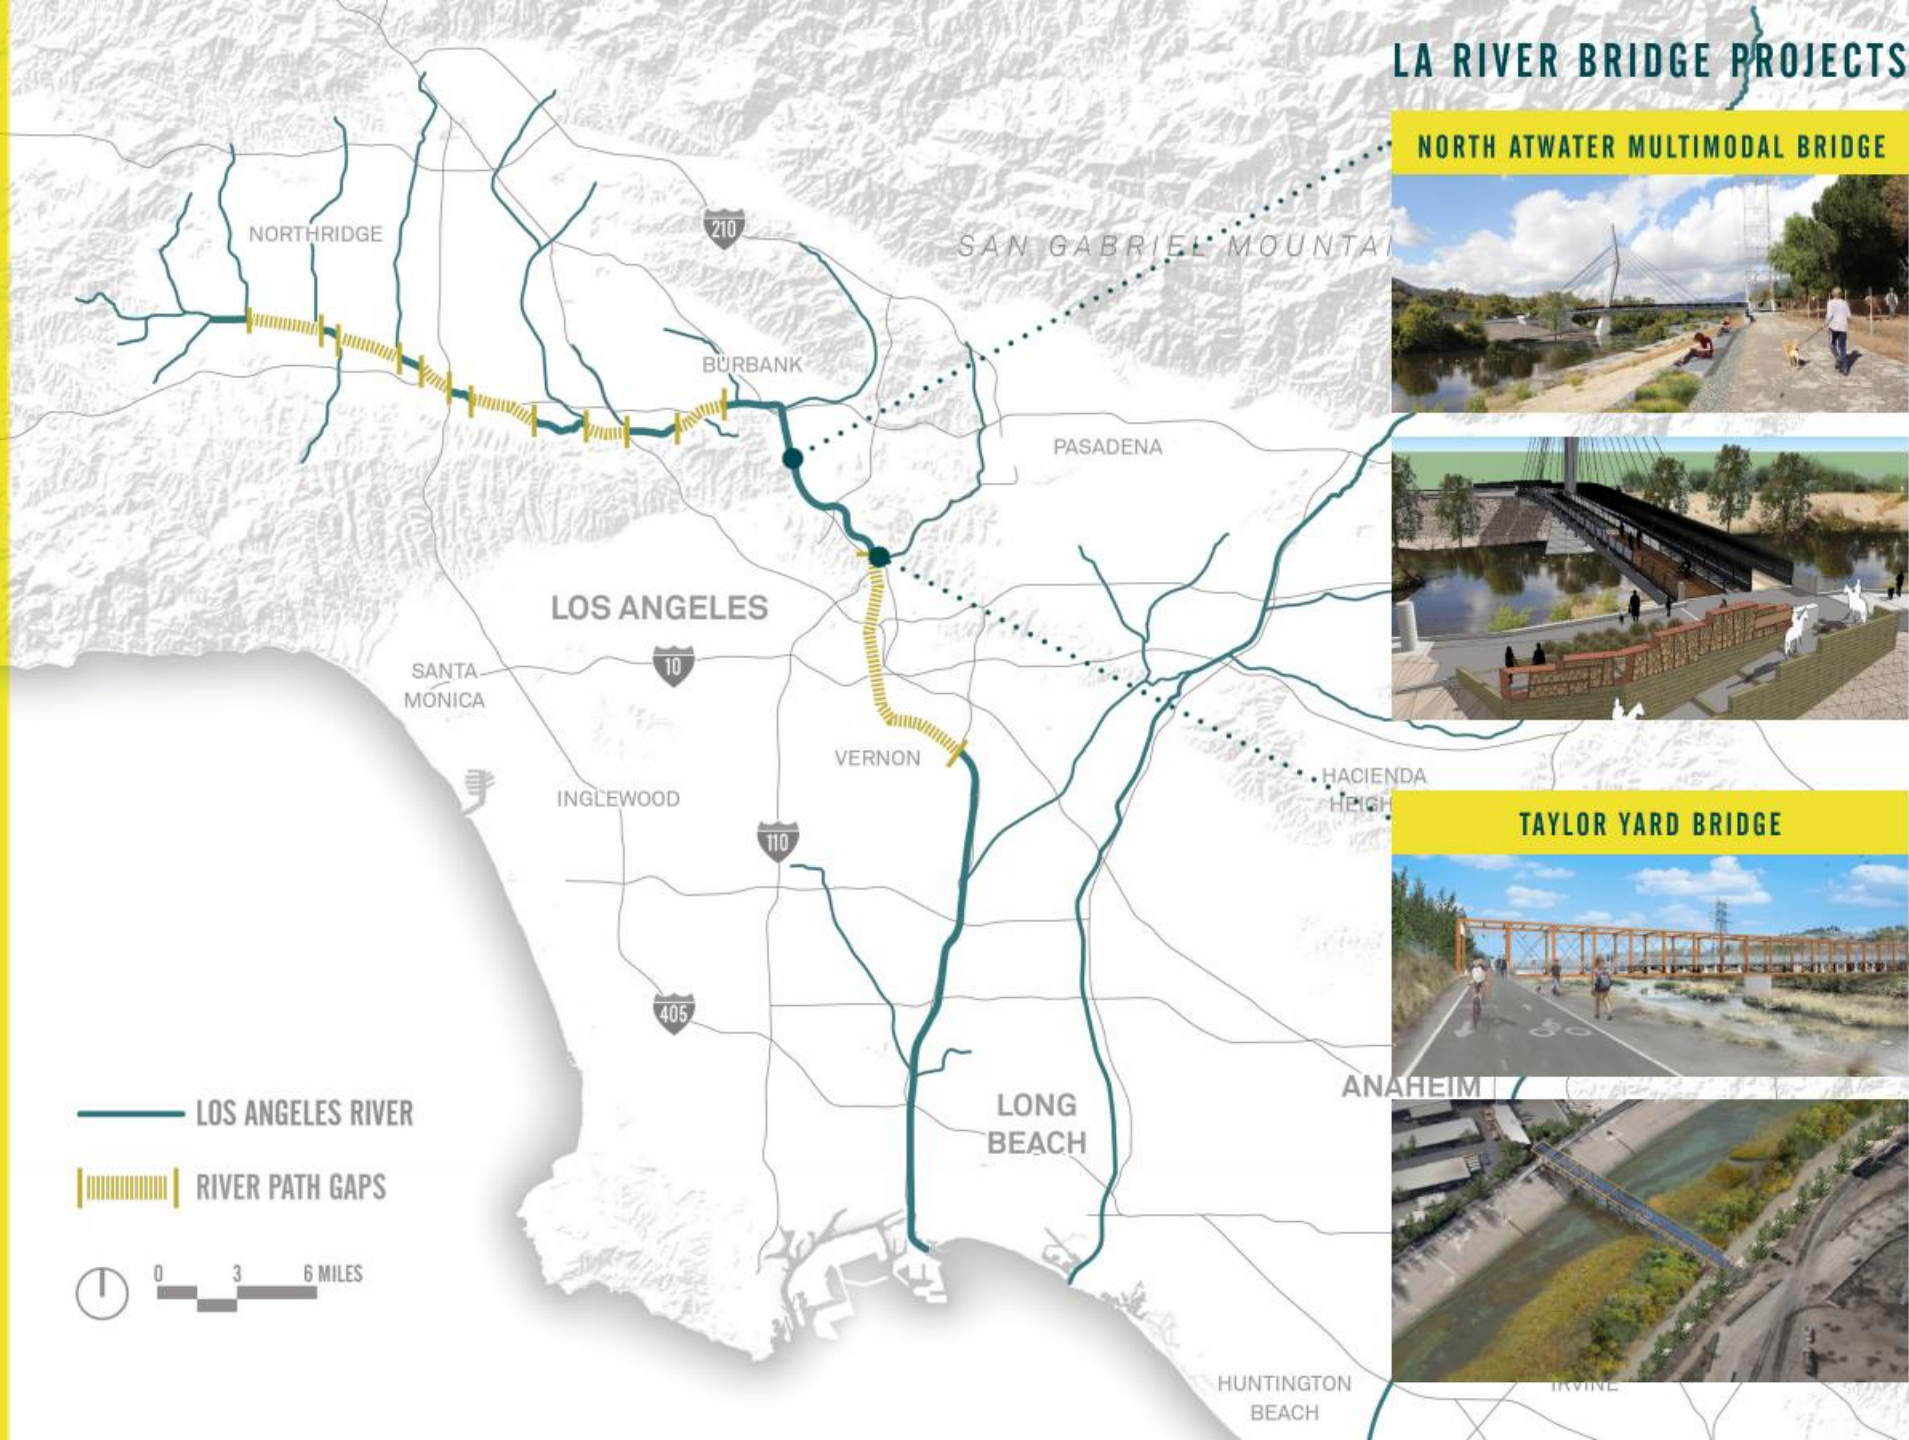 LA RIVER BRIDGE PROJECTS
NORTH ATWATER MULTIMODAL BRIDGE
NORTHRIDGE
210
SAN GABRIEL MOUNTAI
BURBANK
PASADENA
LOS ANGELES
10
SANTA
MONICA
VERNON
INGLEWOOD
HACIENDA
HEIGH
TAYLOR YARD BRIDGE
110
405
LONG
BEACH
ANAHEIM
LOS ANGELES RIVER
RIVER PATH GAPS
0 3 6 MILES
HUNTINGTON
BEACH
IRVINE